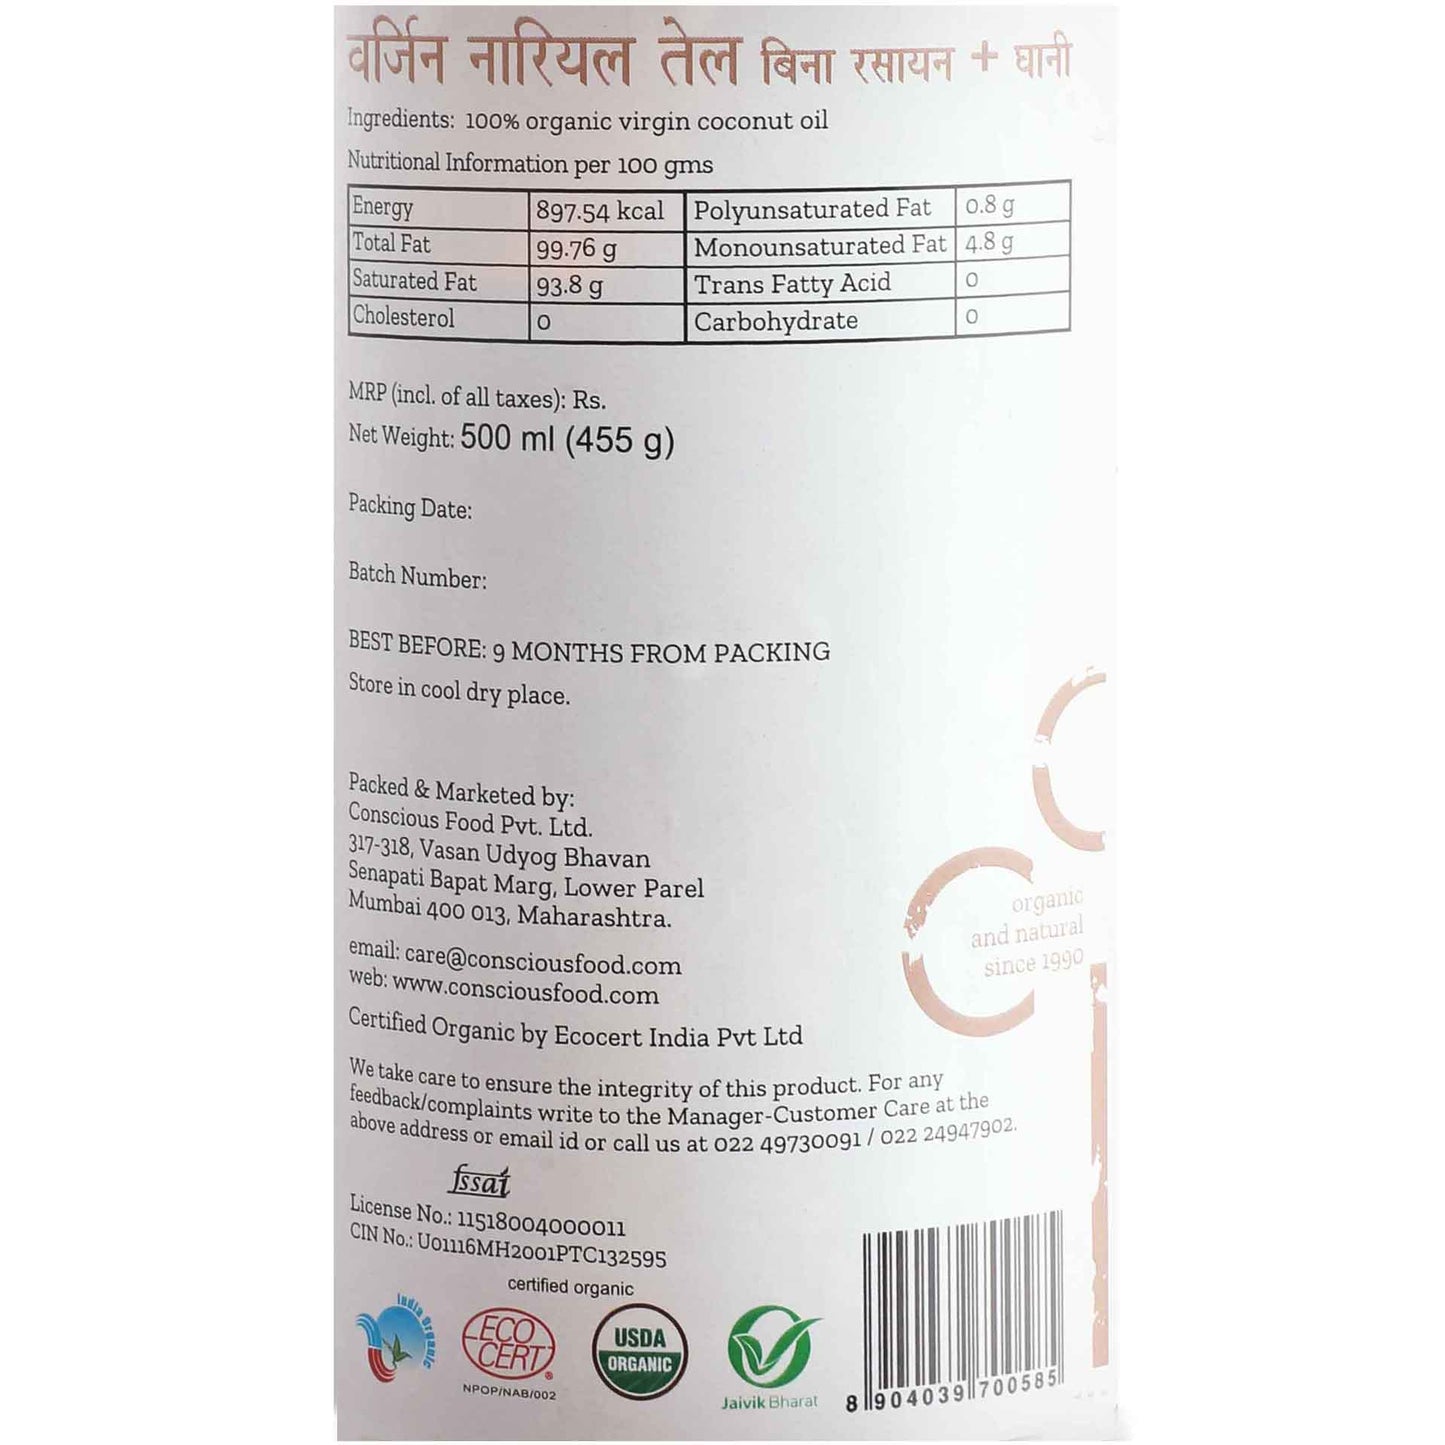 वर्जिन नारियल तेल बिना रसायन + घानी
Ingredients: 100% organic virgin coconut oil
Nutritional Information per 100 gms
Energy 897.54 kcal Polyunsaturated Fat 0.8 g
Total Fat 99.76 g Monounsaturated Fat 4.8 g
Saturated Fat 93.8 g Trans Fatty Acid 0
Cholesterol 0 Carbohydrate 0
MRP (incl. of all taxes): Rs.
Net Weight: 500 ml (455 g)
Packing Date:
Batch Number:
BEST BEFORE: 9 MONTHS FROM PACKING
Store in cool dry place.
Packed & Marketed by:
Conscious Food Pvt. Ltd.
317-318, Vasan Udyog Bhavan
Senapati Bapat Marg, Lower Parel
Mumbai 400 013, Maharashtra.
organic
and natural
since 1990
email: care@consciousfood.com
web: www.consciousfood.com
Certified Organic by Ecocert India Pvt Ltd
We take care to ensure the integrity of this product. For any
feedback/complaints write to the Manager-Customer Care at the
above address or email id or call us at 022 49730091 / 022 24947902.
fssai
License No.: 11518004000011
CIN No.: U01116MH2001PTC132595
certified organic
India Organic
ECO
CERT
®
NPOP/NAB/002
USDA
ORGANIC
Jaivik Bharat
8 904039 700585